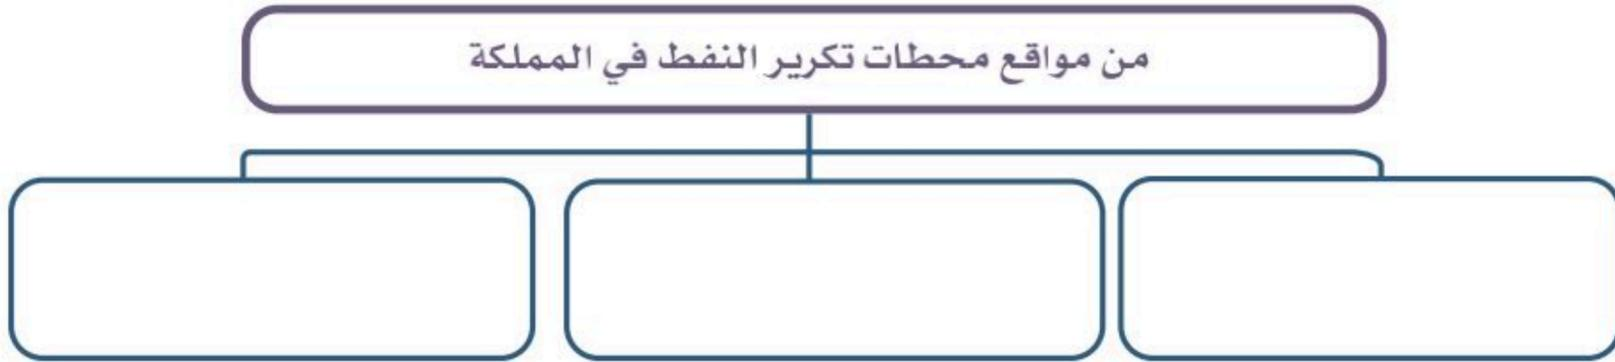 من مواقع محطات تكرير النفط في المملكة